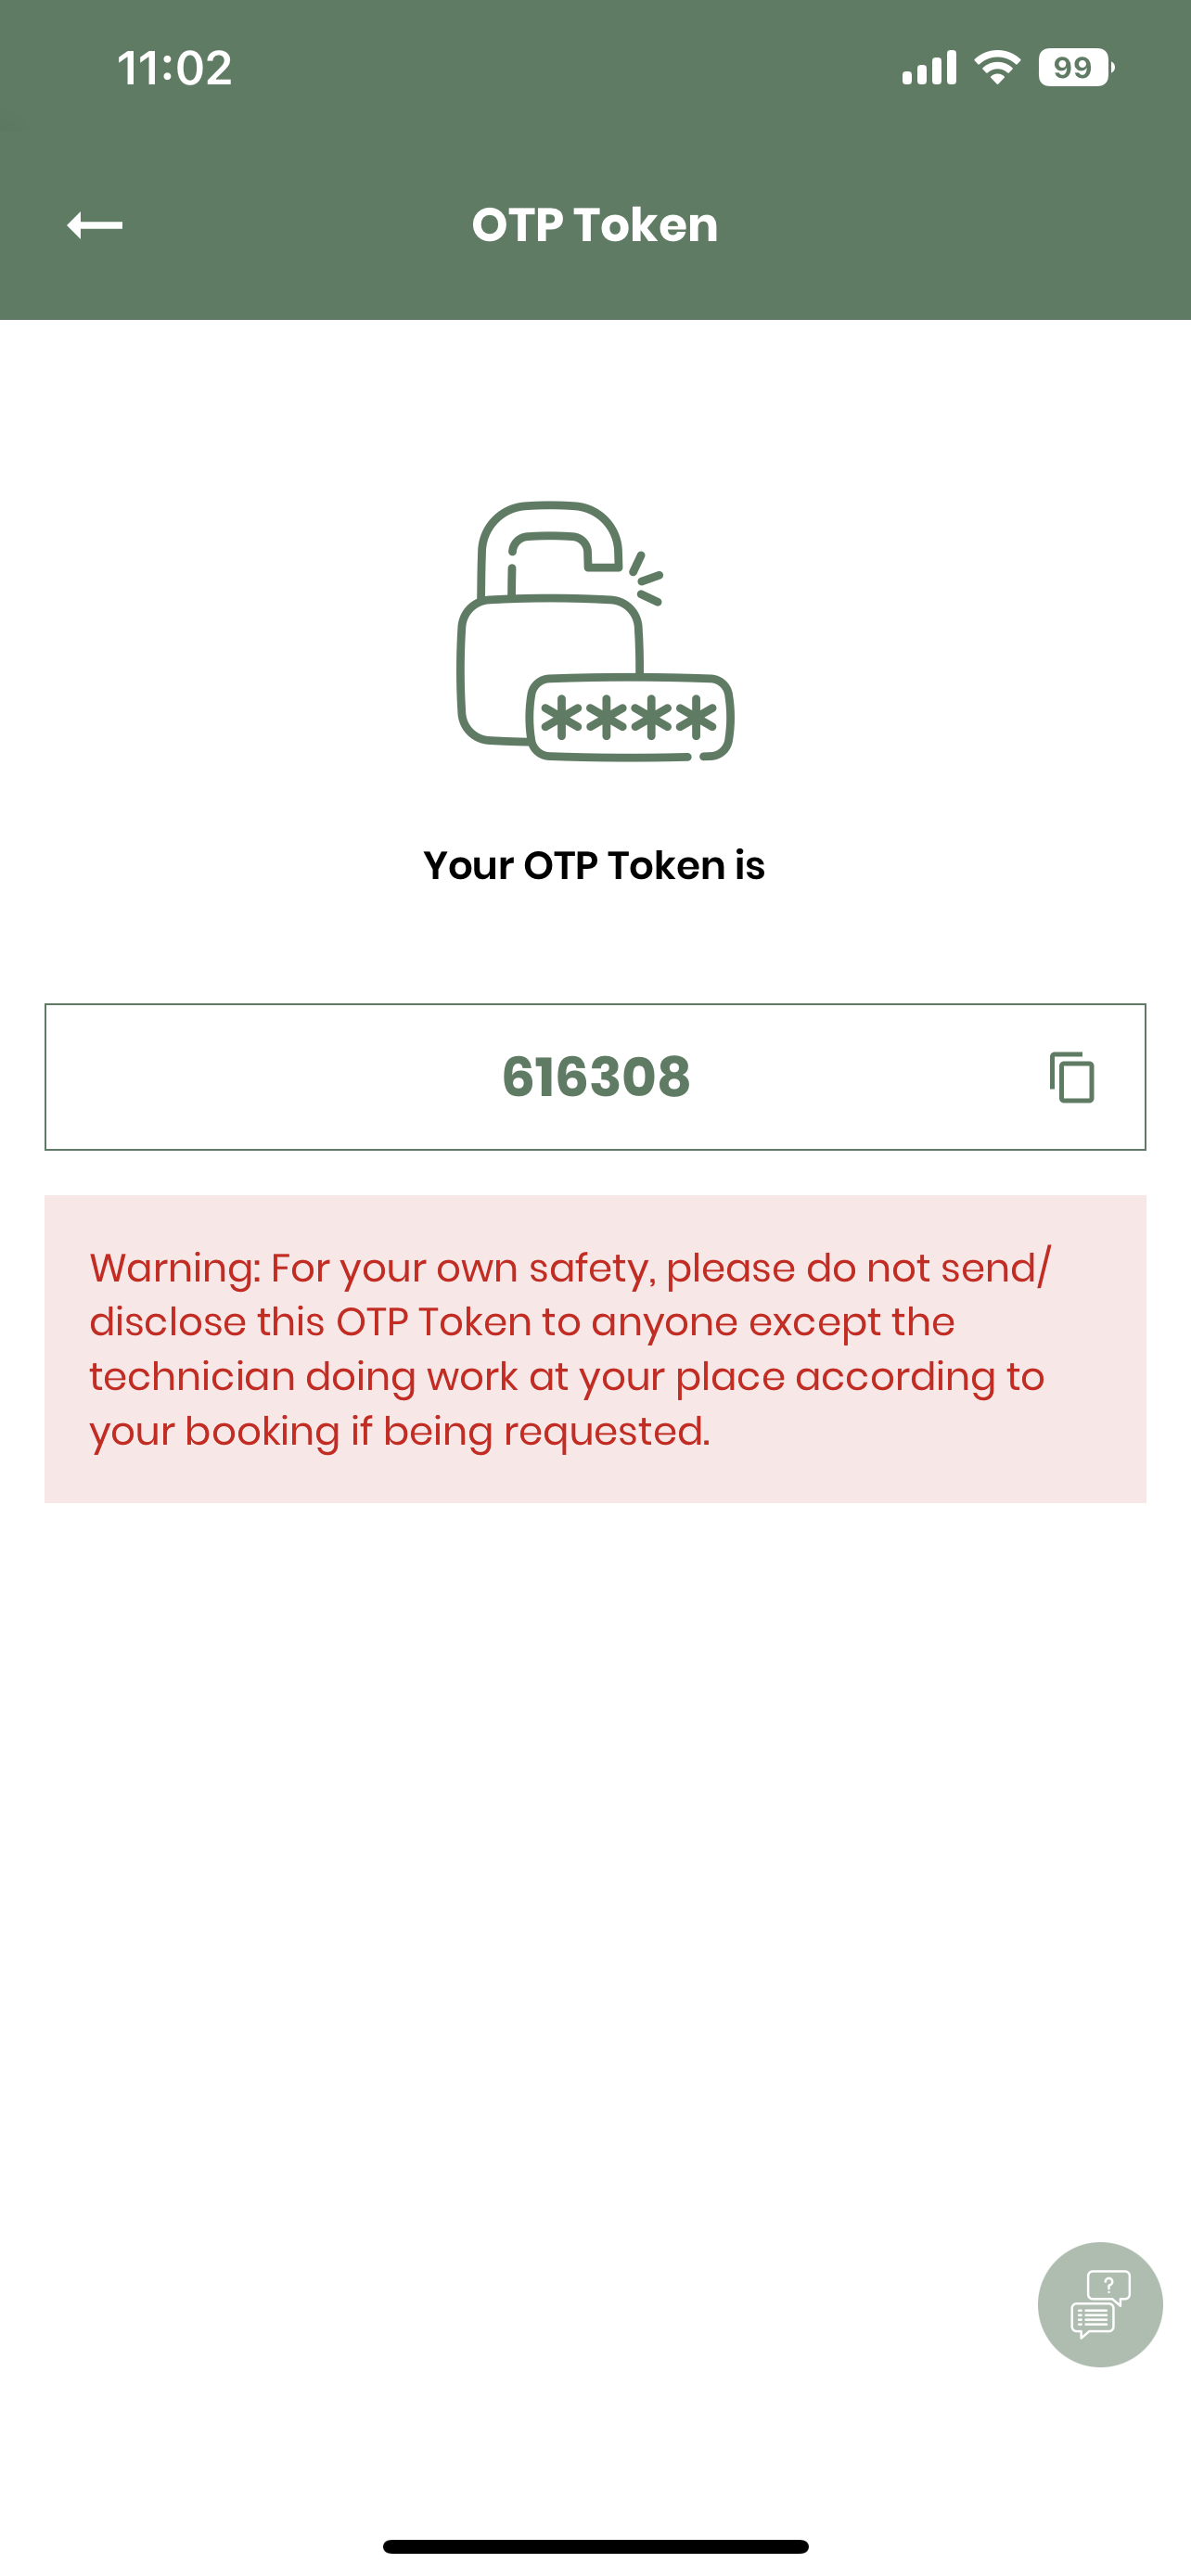 11:02
99
OTP Token
****
Your OTP Token is
616308
Warning: For your own safety, please do not send/
disclose this OTP Token to anyone except the
technician doing work at your place according to
your booking if being requested.
?